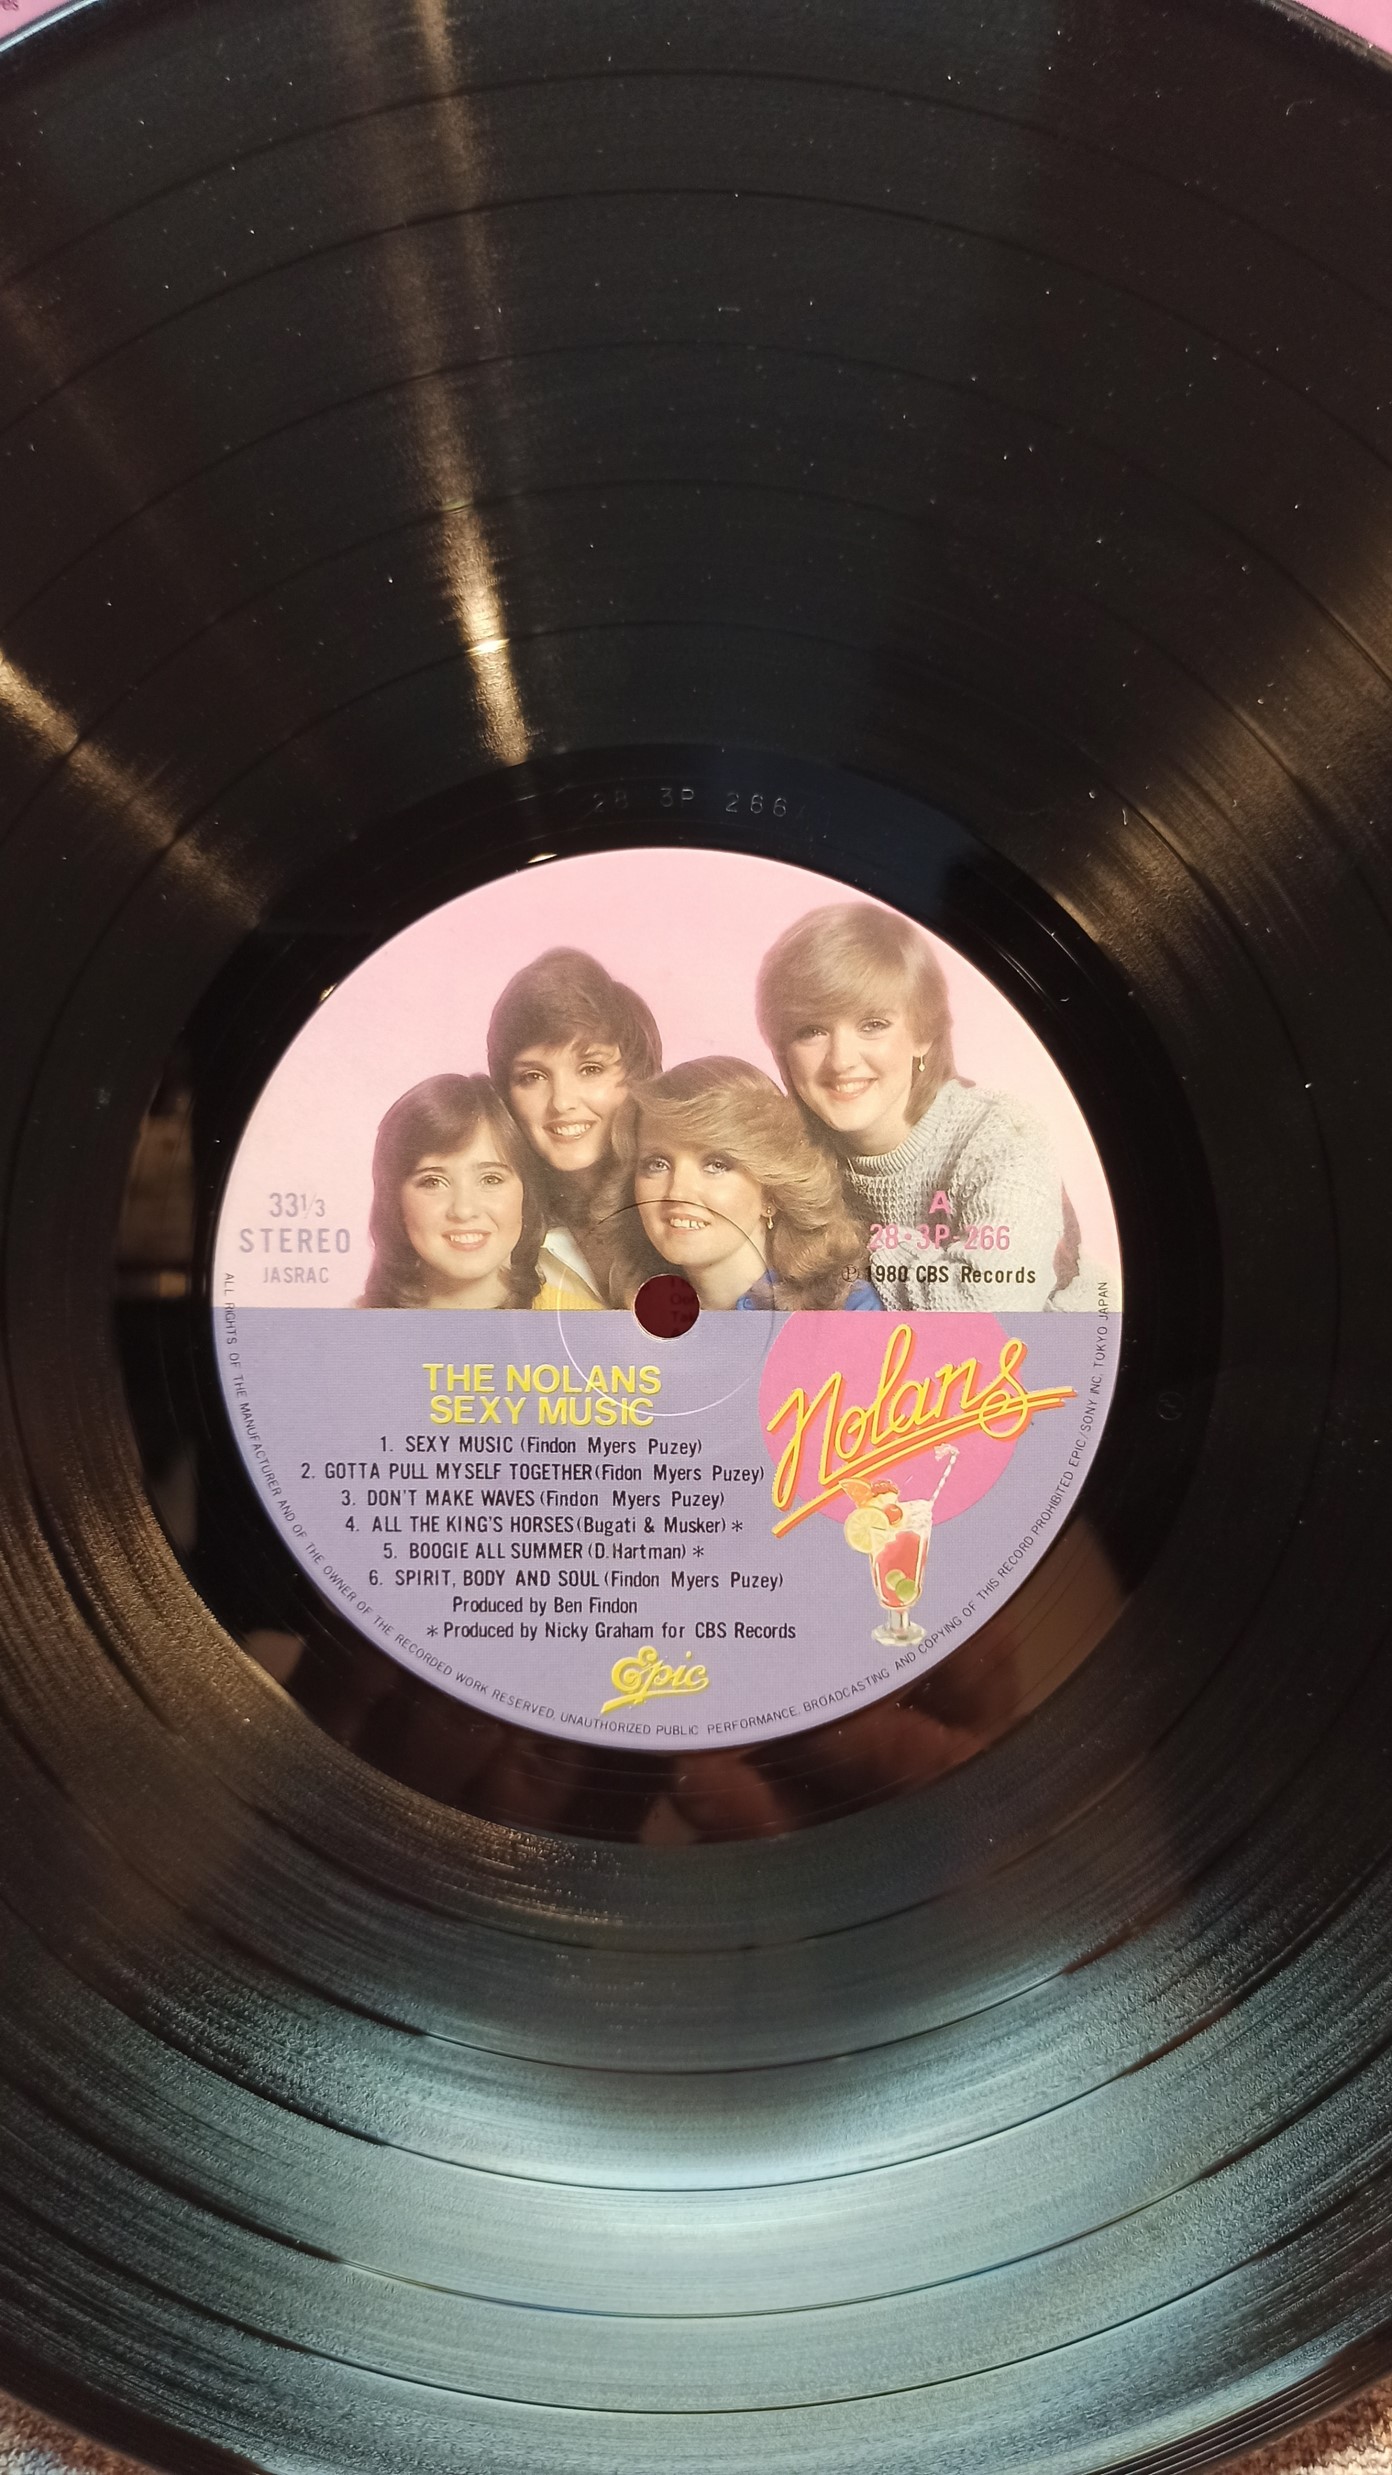 28 3P 266
33⅓
STEREO
JASRAC
A
28・3P-266
Ⓟ1980 CBS Records
THE NOLANS
SEXY MUSIC
1. SEXY MUSIC (Findon Myers Puzey)
2. GOTTA PULL MYSELF TOGETHER (Fidon Myers Puzey)
3. DON'T MAKE WAVES (Findon Myers Puzey)
4. ALL THE KING'S HORSES (Bugati & Musker) *
5. BOOGIE ALL SUMMER (D. Hartman) *
6. SPIRIT, BODY AND SOUL (Findon Myers Puzey)
Produced by Ben Findon
* Produced by Nicky Graham for CBS Records
Nolans
Epic
ALL RIGHTS OF THE MANUFACTURER AND OF THE OWNER OF THE RECORDED WORK RESERVED. UNAUTHORIZED PUBLIC PERFORMANCE. BROADCASTING AND COPYING OF THIS RECORD PROHIBITED EPIC/SONY INC. TOKYO JAPAN